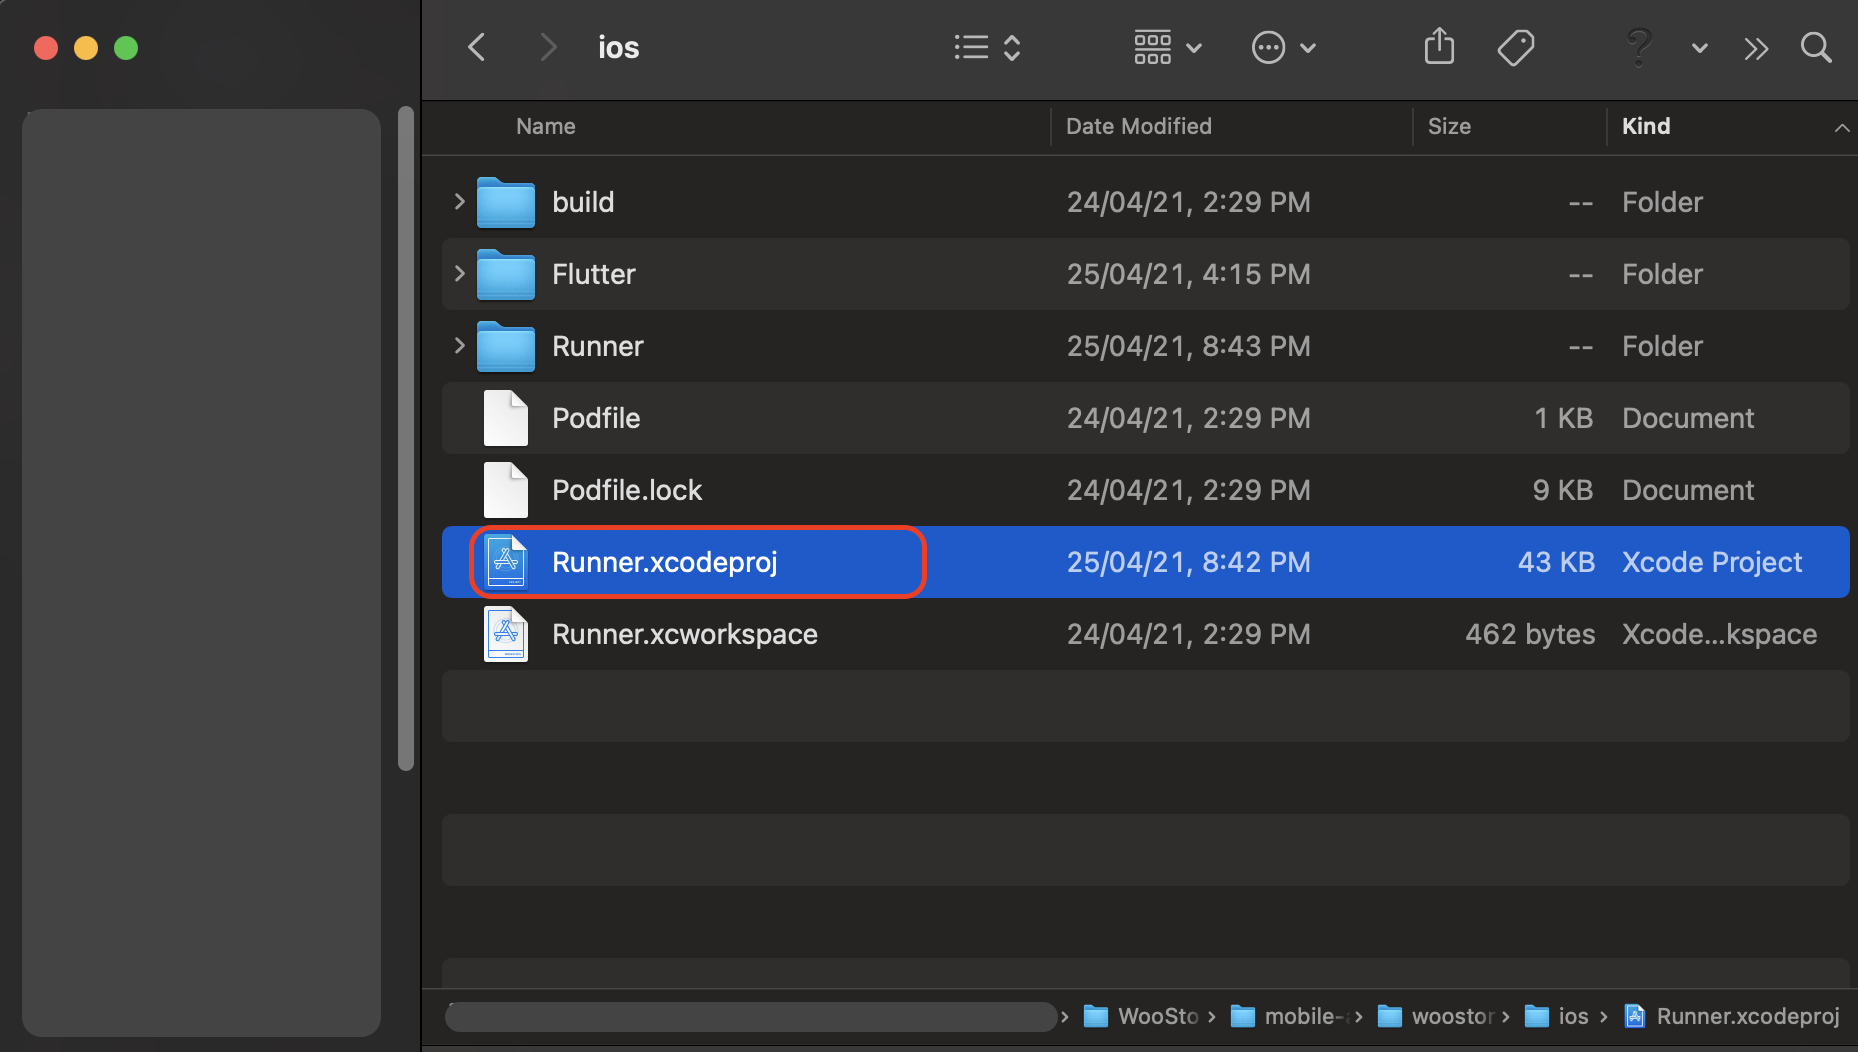 ios
Name Date Modified Size Kind
build 24/04/21, 2:29 PM -- Folder
Flutter 25/04/21, 4:15 PM -- Folder
Runner 25/04/21, 8:43 PM -- Folder
Podfile 24/04/21, 2:29 PM 1 KB Document
Podfile.lock 24/04/21, 2:29 PM 9 KB Document
Runner.xcodeproj 25/04/21, 8:42 PM 43 KB Xcode Project
Runner.xcworkspace 24/04/21, 2:29 PM 462 bytes Xcode...kspace
WooSto › mobile- › woostor › ios › Runner.xcodeproj